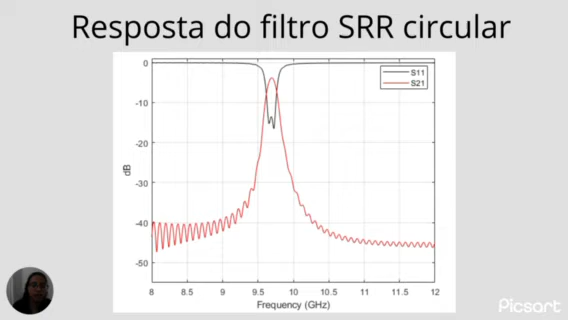 Resposta do filtro SRR circular
0
-10
-20
-30
-40
-50
dB
S11
S21
8
8.5
9
9.5
10
10.5
11
11.5
12
Frequency (GHz)
Picsart